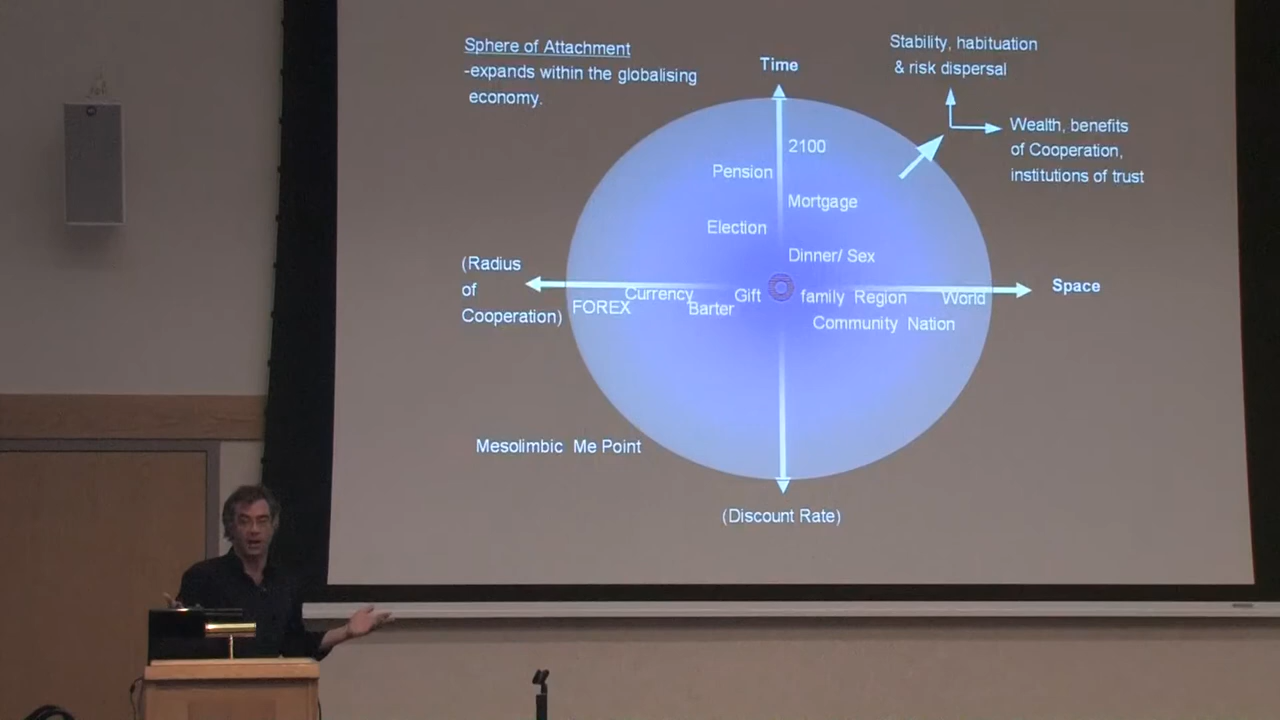 Sphere of Attachment
-expands within the globalising
economy.
Time
Stability, habituation
& risk dispersal
Wealth, benefits
of Cooperation,
institutions of trust
2100
Pension
Mortgage
Election
Dinner/ Sex
(Radius
of
Cooperation)
Space
FOREX
Currency
Barter
Gift
family
Region
World
Community
Nation
Mesolimbic Me Point
(Discount Rate)